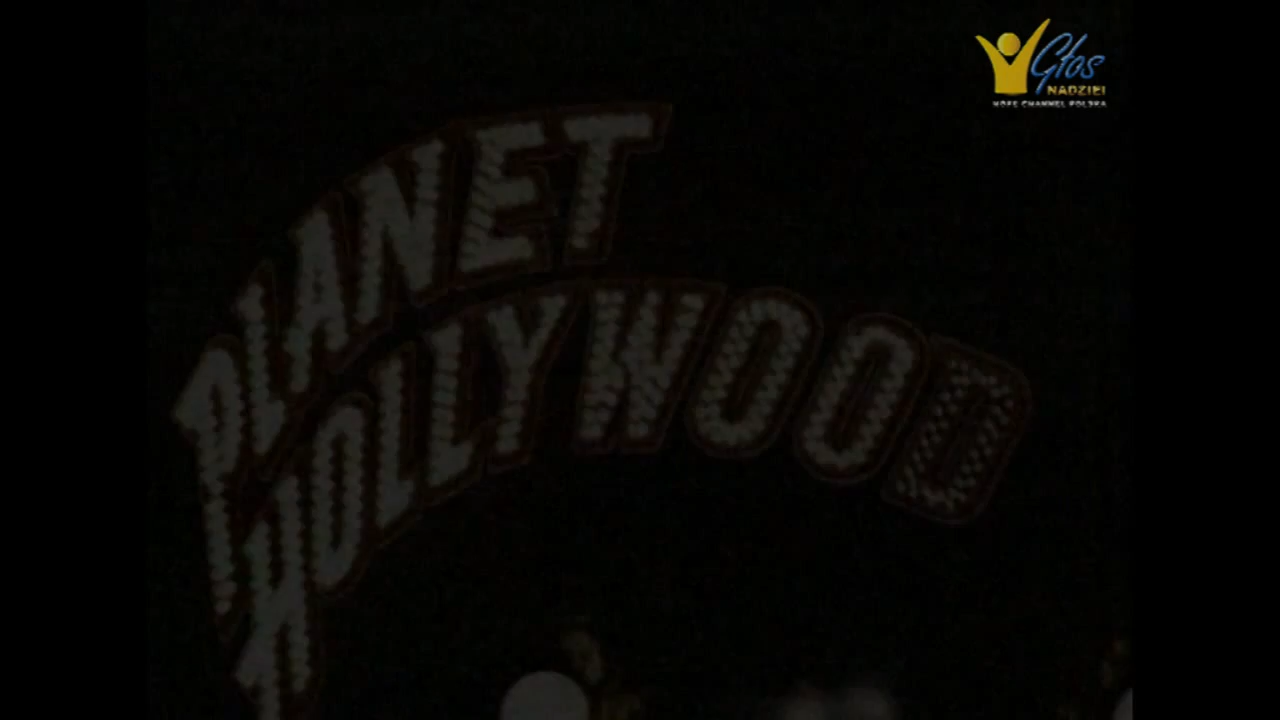 Głos
NADZIEI
HOPE CHANNEL POLSKA
PLANET
HOLLYWOOD